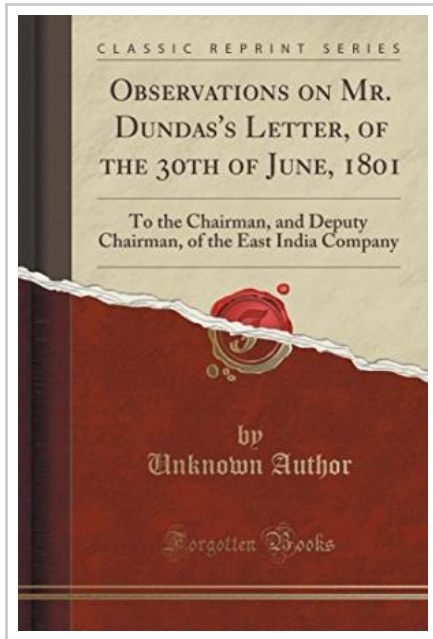 CLASSIC REPRINT SERIES
OBSERVATIONS ON MR.
DUNDAS'S LETTER, OF
THE 30TH OF JUNE, 1801
To the Chairman, and Deputy
Chairman, of the East India Company
by
Unknown Author
Forgotten Books